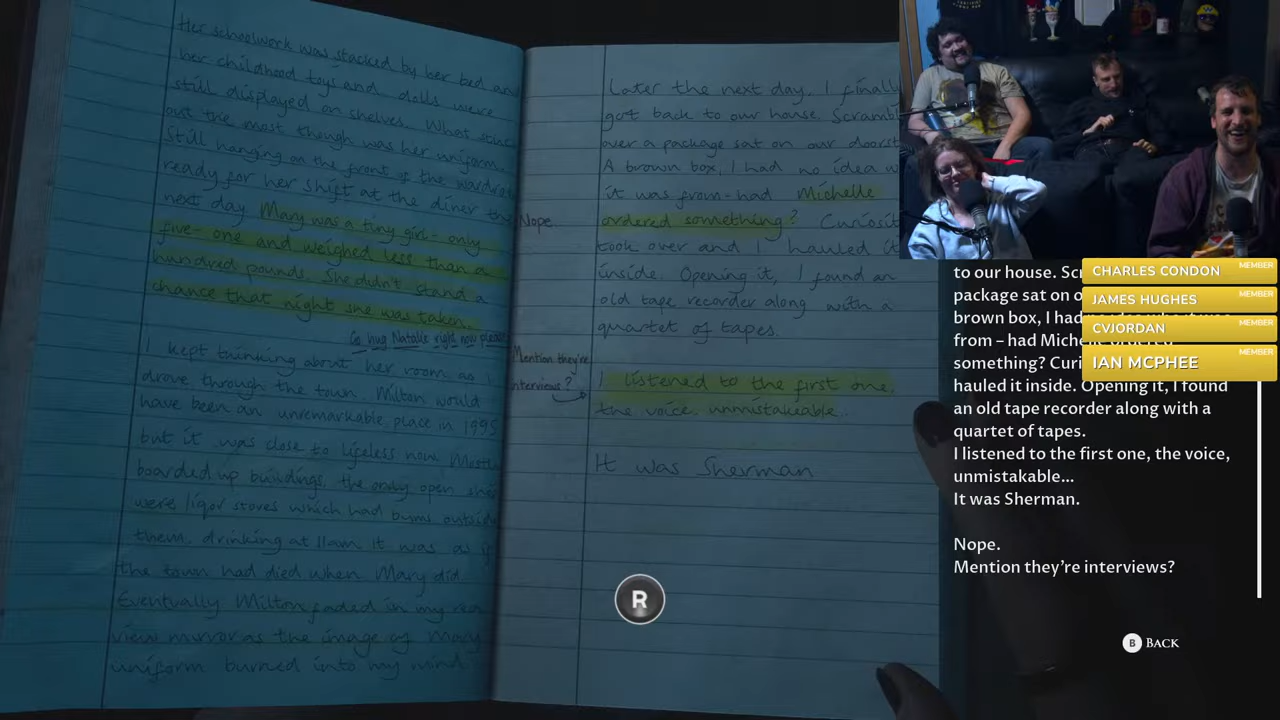 Her schoolwork was stacked by her bed and
her childhood toys and dolls were
still displayed on shelves. What stuck
out the most though was her uniform
still hanging on the front of the wardrobe
ready for her shift at the diner the
next day Mary was a tiny girl - only
five-one and weighed less than a
hundred pounds. She didn't stand a
chance that night she was taken.
Go hug Natalie right now please
I kept thinking about her room as I
drove through the town. Milton would
have been an unremarkable place in 1995
but it was close to lifeless now. Mostly
boarded up buildings, the only open shops
were liqor stores which had bums outside
them, drinking at 11am it was as if
the town had died when Mary did
Eventually Milton faded in my rear
view mirror as the image of Mary
uniform burned into my mind
Nope.
Mention they're
interviews?
Later the next day, I finall
got back to our house. Scrambl
over a package sat on our doorst
A brown box, I had no idea w
it was from - had Michelle
ordered something? Curiosit
took over and I hauled it
inside. Opening it, I found an
old tape recorder along with a
quartet of tapes.
I listened to the first one,
the voice, unmistakeable...
It was Sherman
R
to our house. Scr
package sat on o
brown box, I had
from – had Miche
something? Curi
hauled it inside. Opening it, I found
an old tape recorder along with a
quartet of tapes.
I listened to the first one, the voice,
unmistakable...
It was Sherman.
Nope.
Mention they're interviews?
CHARLES CONDON MEMBER
JAMES HUGHES MEMBER
CVJORDAN MEMBER
IAN MCPHEE MEMBER
B BACK